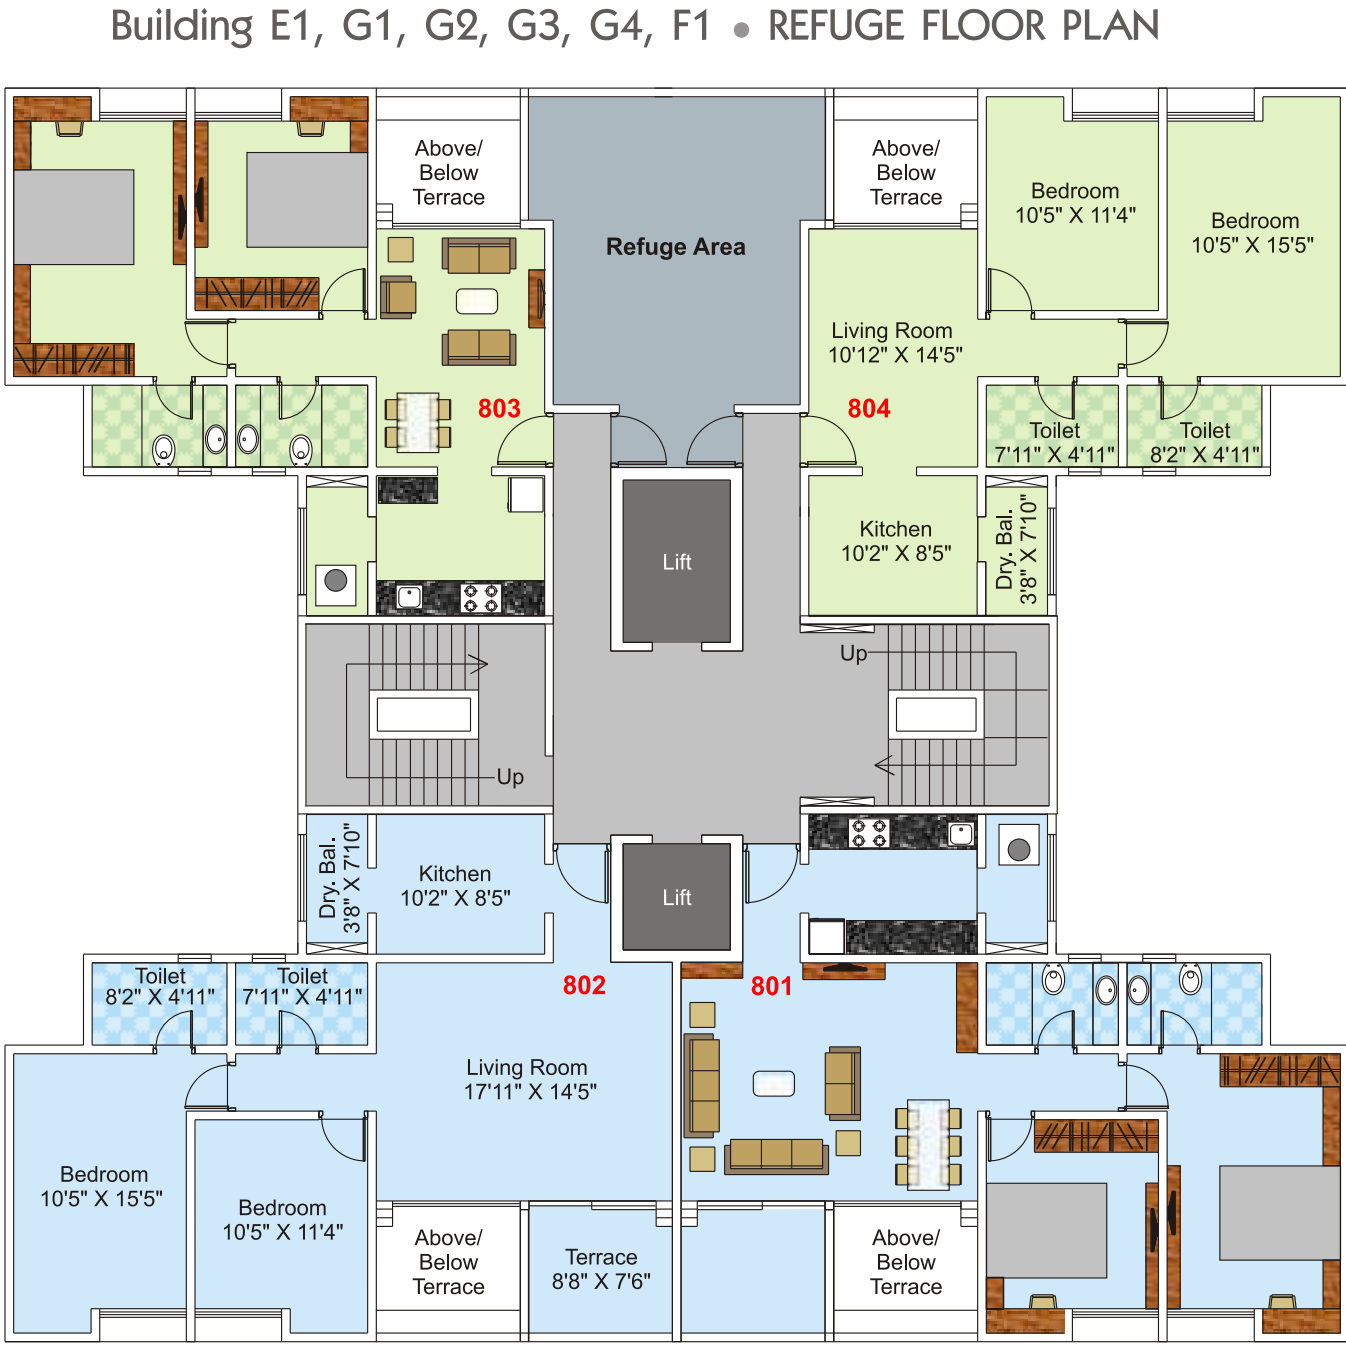 Building E1, G1, G2, G3, G4, F1 • REFUGE FLOOR PLAN
Above/
Below
Terrace
Above/
Below
Terrace
Bedroom
10'5" X 11'4"
Bedroom
10'5" X 15'5"
Refuge Area
Living Room
10'12" X 14'5"
803
804
Toilet
7'11" X 4'11"
Toilet
8'2" X 4'11"
Kitchen
10'2" X 8'5"
Dry. Bal.
3'8" X 7'10"
Lift
Up
Up
Dry. Bal.
3'8" X 7'10"
Kitchen
10'2" X 8'5"
Lift
Toilet
8'2" X 4'11"
Toilet
7'11" X 4'11"
802
801
Living Room
17'11" X 14'5"
Bedroom
10'5" X 15'5"
Bedroom
10'5" X 11'4"
Above/
Below
Terrace
Terrace
8'8" X 7'6"
Above/
Below
Terrace